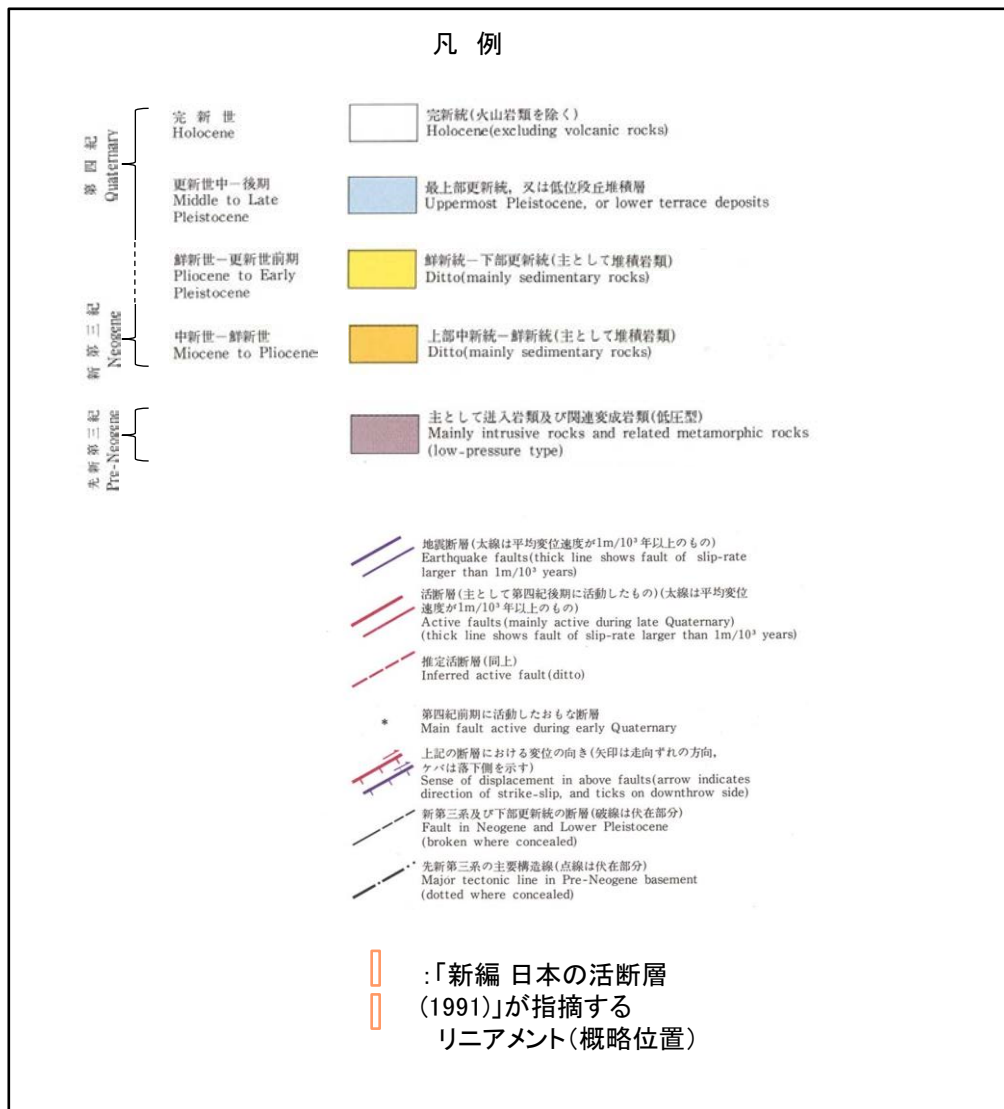 凡 例
第四紀
Quaternary
完新世
Holocene
完新統(火山岩類を除く)
Holocene(excluding volcanic rocks)
更新世中－後期
Middle to Late
Pleistocene
最上部更新統，又は低位段丘堆積層
Uppermost Pleistocene, or lower terrace deposits
鮮新世－更新世前期
Pliocene to Early
Pleistocene
鮮新統－下部更新統(主として堆積岩類)
Ditto(mainly sedimentary rocks)
新第三紀
Neogene
中新世－鮮新世
Miocene to Pliocene
上部中新統－鮮新統(主として堆積岩類)
Ditto(mainly sedimentary rocks)
先新第三紀
Pre-Neogene
主として迸入岩類及び関連変成岩類(低圧型)
Mainly intrusive rocks and related metamorphic rocks
(low-pressure type)
地震断層(太線は平均変位速度が1m/10³年以上のもの)
Earthquake faults(thick line shows fault of slip-rate
larger than 1m/10³ years)
活断層(主として第四紀後期に活動したもの)(太線は平均変位
速度が1m/10³年以上のもの)
Active faults(mainly active during late Quaternary)
(thick line shows fault of slip-rate larger than 1m/10³ years)
推定活断層(同上)
Inferred active fault(ditto)
*
第四紀前期に活動したおもな断層
Main fault active during early Quaternary
上記の断層における変位の向き(矢印は走向ずれの方向，
ケバは落下側を示す)
Sense of displacement in above faults(arrow indicates
direction of strike-slip, and ticks on downthrow side)
新第三系及び下部更新統の断層(破線は伏在部分)
Fault in Neogene and Lower Pleistocene
(broken where concealed)
先新第三系の主要構造線(点線は伏在部分)
Major tectonic line in Pre-Neogene basement
(dotted where concealed)
:「新編 日本の活断層
(1991)」が指摘する
リニアメント(概略位置)